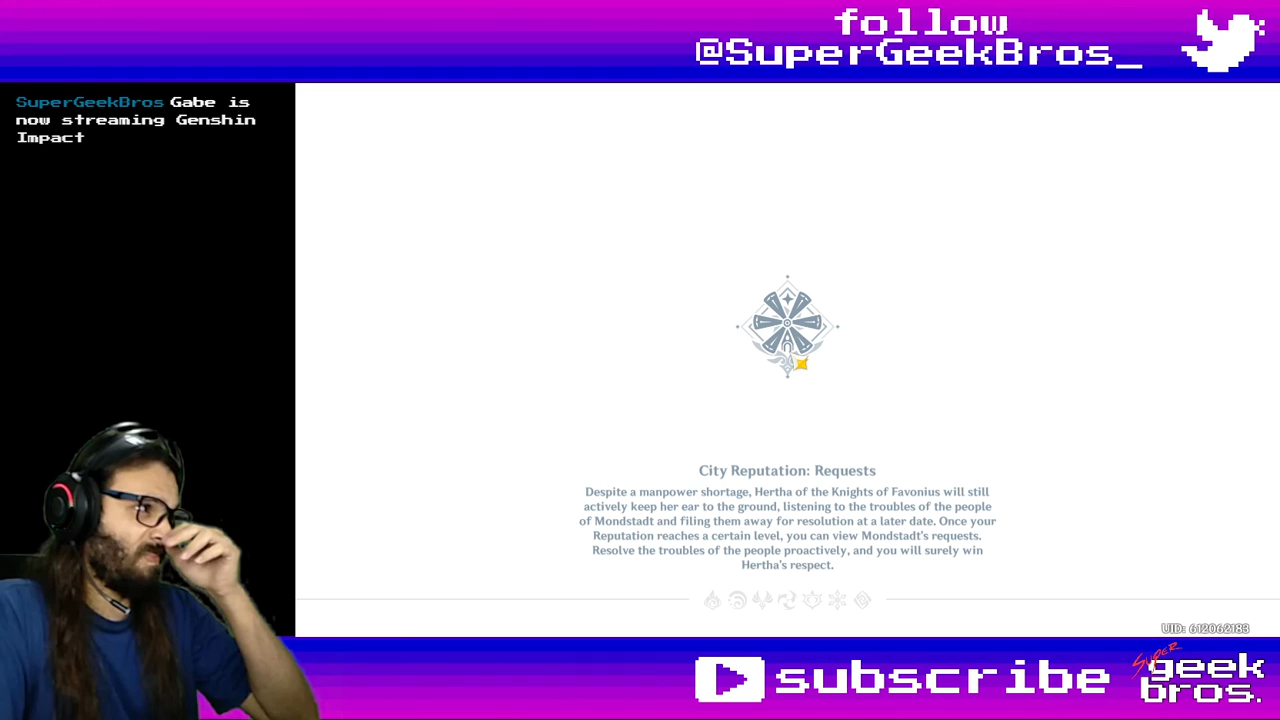 follow
@SuperGeekBros_
SuperGeekBros Gabe is
now streaming Genshin
Impact
City Reputation: Requests
Despite a manpower shortage, Hertha of the Knights of Favonius will still
actively keep her ear to the ground, listening to the troubles of the people
of Mondstadt and filing them away for resolution at a later date. Once your
Reputation reaches a certain level, you can view Mondstadt's requests.
Resolve the troubles of the people proactively, and you will surely win
Hertha's respect.
UID: 612062183
subscribe
SUPER
geek
bros.